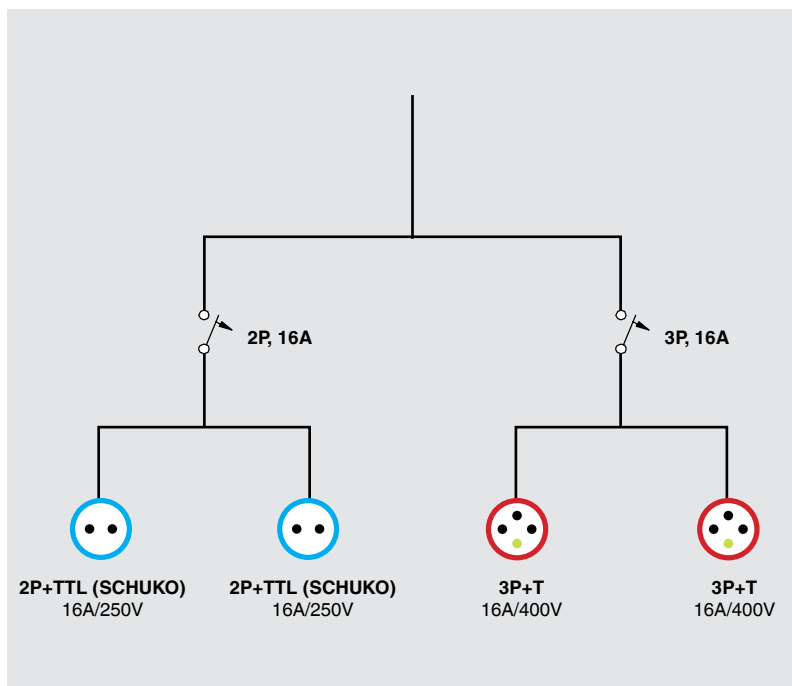 2P, 16A
3P, 16A
2P+TTL (SCHUKO)
16A/250V
2P+TTL (SCHUKO)
16A/250V
3P+T
16A/400V
3P+T
16A/400V